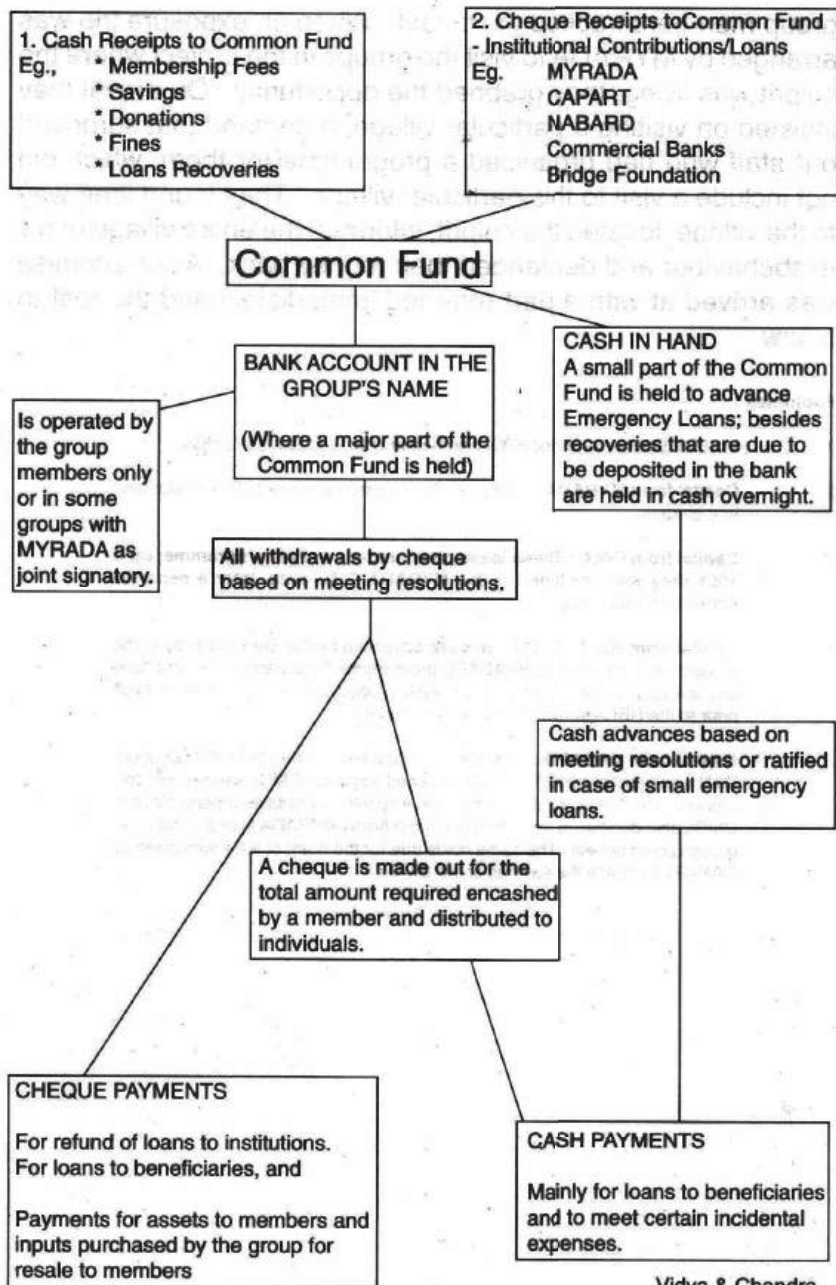 1. Cash Receipts to Common Fund
Eg., * Membership Fees
* Savings
* Donations
* Fines
* Loans Recoveries
2. Cheque Receipts toCommon Fund
Institutional Contributions/Loans
Eg. MYRADA
CAPART
NABARD
Commercial Banks
Bridge Foundation
Common Fund
BANK ACCOUNT IN THE
GROUP'S NAME
(Where a major part of the
Common Fund is held)
CASH IN HAND
A small part of the Common
Fund is held to advance
Emergency Loans; besides
recoveries that are due to
be deposited in the bank
are held in cash overnight.
Is operated by
the group
members only
or in some
groups with
MYRADA as
joint signatory.
All withdrawals by cheque
based on meeting resolutions.
Cash advances based on
meeting resolutions or ratified
in case of small emergency
loans.
A cheque is made out for the
total amount required encashed
by a member and distributed to
individuals.
CHEQUE PAYMENTS
For refund of loans to institutions.
For loans to beneficiaries, and
Payments for assets to members and
inputs purchased by the group for
resale to members
CASH PAYMENTS
Mainly for loans to beneficiaries
and to meet certain incidental
expenses.